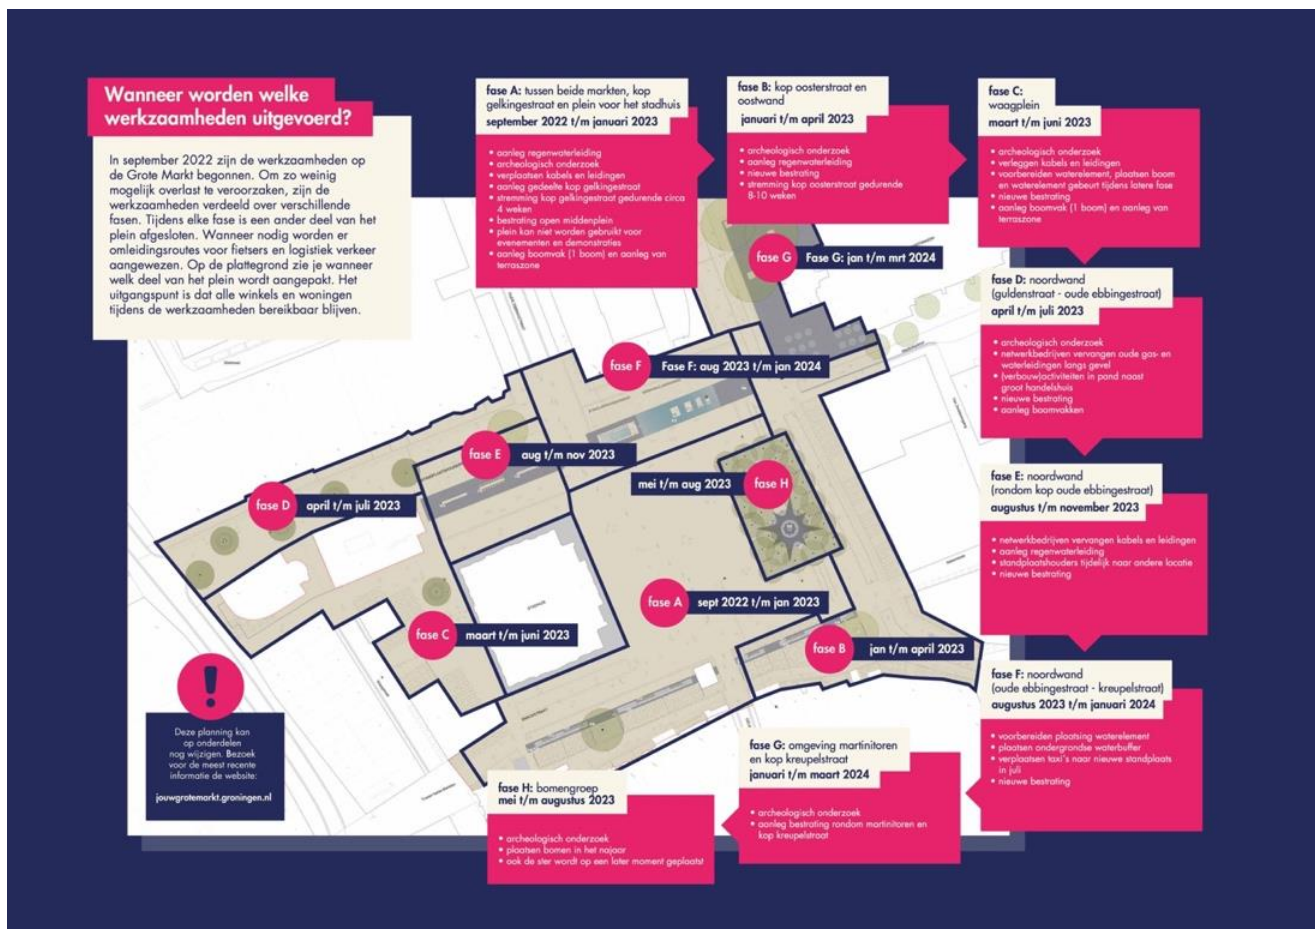 Wanneer worden welke
werkzaamheden uitgevoerd?
In september 2022 zijn de werkzaamheden op
de Grote Markt begonnen. Om zo weinig
mogelijk overlast te veroorzaken, zijn de
werkzaamheden verdeeld over verschillende
fasen. Tijdens elke fase is een ander deel van het
plein afgesloten. Wanneer nodig worden er
omleidingsroutes voor fietsers en logistiek verkeer
aangewezen. Op de plattegrond zie je wanneer
welk deel van het plein wordt aangepakt. Het
uitgangspunt is dat alle winkels en woningen
tijdens de werkzaamheden bereikbaar blijven.
fase A: tussen beide markten, kop
gelkingestraat en plein voor het stadhuis
september 2022 t/m januari 2023
• aanleg regenwaterleiding
• archeologisch onderzoek
• verplaatsen kabels en leidingen
• aanleg gedeelte kop gelkingestraat
• stremming kop gelkingestraat gedurende circa
4 weken
• bestrating open middenplein
• plein kan niet worden gebruikt voor
evenementen en demonstraties
• aanleg boomvak (1 boom) en aanleg van
terraszone
fase B: kop oosterstraat en
oostwand
januari t/m april 2023
• archeologisch onderzoek
• aanleg regenwaterleiding
• nieuwe bestrating
• stremming kop oosterstraat gedurende
8-10 weken
fase C:
waagplein
maart t/m juni 2023
• archeologisch onderzoek
• verleggen kabels en leidingen
• voorbereiden waterelement, plaatsen boom
en waterelement gebeurt tijdens latere fase
• nieuwe bestrating
• aanleg boomvak (1 boom) en aanleg van
terraszone
fase D: noordwand
(guldenstraat - oude ebbingestraat)
april t/m juli 2023
• archeologisch onderzoek
• netwerkbedrijven vervangen oude gas- en
waterleidingen langs gevel
• (verbouw)activiteiten in pand naast
groot handelshuis
• nieuwe bestrating
• aanleg boomvakken
fase E: noordwand
(rondom kop oude ebbingestraat)
augustus t/m november 2023
• netwerkbedrijven vervangen kabels en leidingen
• aanleg regenwaterleiding
• standplaatshouders tijdelijk naar andere locatie
• nieuwe bestrating
fase F: noordwand
(oude ebbingestraat - kreupelstraat)
augustus 2023 t/m januari 2024
• voorbereiden plaatsing waterelement
• plaatsen ondergrondse waterbuffer
• verplaatsen taxi's naar nieuwe standplaats
in juli
• nieuwe bestrating
fase G: omgeving martinitoren
en kop kreupelstraat
januari t/m maart 2024
• archeologisch onderzoek
• aanleg bestrating rondom martinitoren en
kop kreupelstraat
fase H: bomengroep
mei t/m augustus 2023
• archeologisch onderzoek
• plaatsen bomen in het najaar
• ook de ster wordt op een later moment geplaatst
fase G Fase G: jan t/m mrt 2024
fase F Fase F: aug 2023 t/m jan 2024
fase E aug t/m nov 2023
mei t/m aug 2023 fase H
fase D april t/m juli 2023
fase A sept 2022 t/m jan 2023
fase C maart t/m juni 2023
fase B jan t/m april 2023
!
Deze planning kan
op onderdelen
nog wijzigen. Bezoek
voor de meest recente
informatie de website:
jouwgrotemarkt.groningen.nl